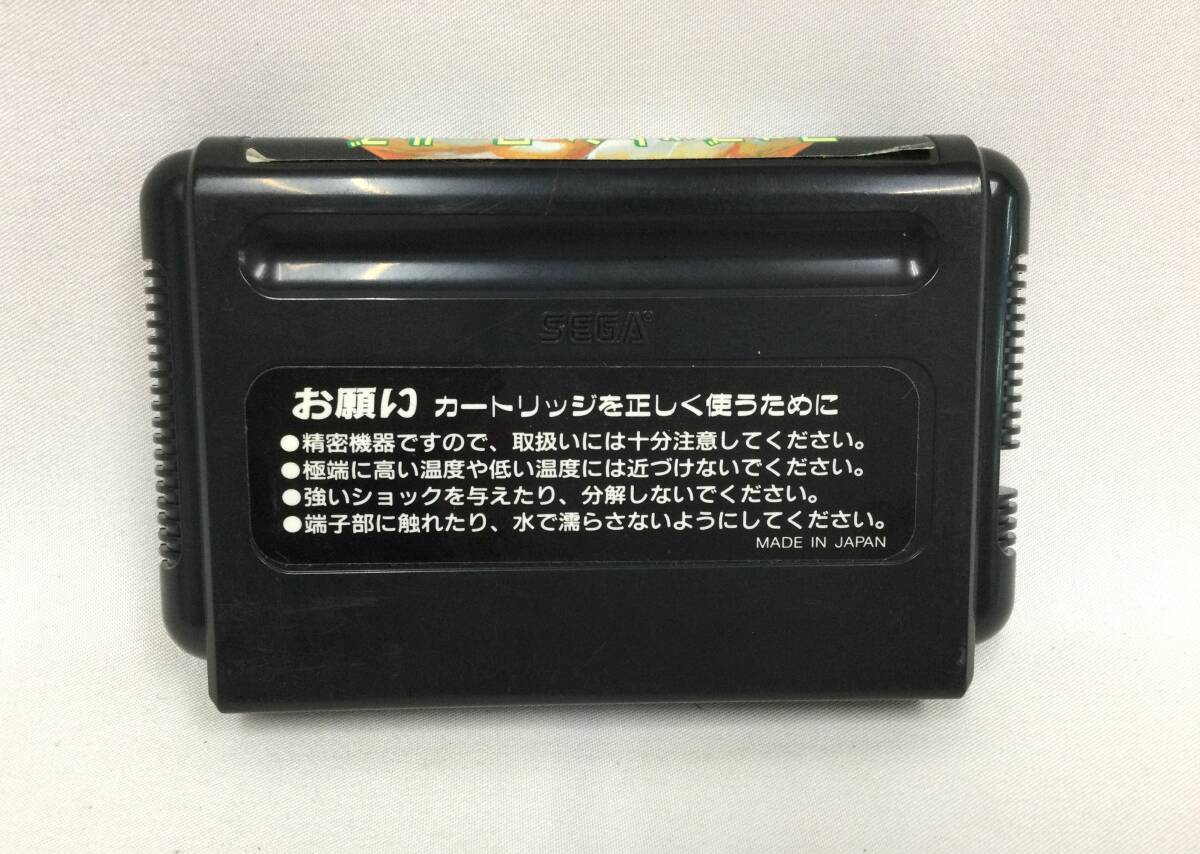 SEGA®
お願い カートリッジを正しく使うために
●精密機器ですので、取扱いには十分注意してください。
●極端に高い温度や低い温度には近づけないでください。
●強いショックを与えたり、分解しないでください。
●端子部に触れたり、水で濡らさないようにしてください。
MADE IN JAPAN